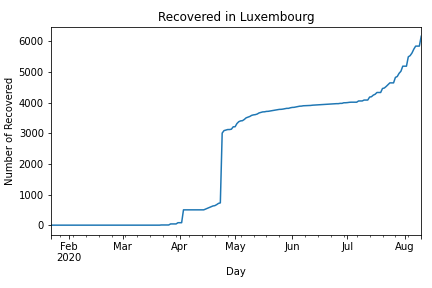 Recovered in Luxembourg
Number of Recovered
6000
5000
4000
3000
2000
1000
0
Feb Mar Apr May Jun Jul Aug
2020
Day